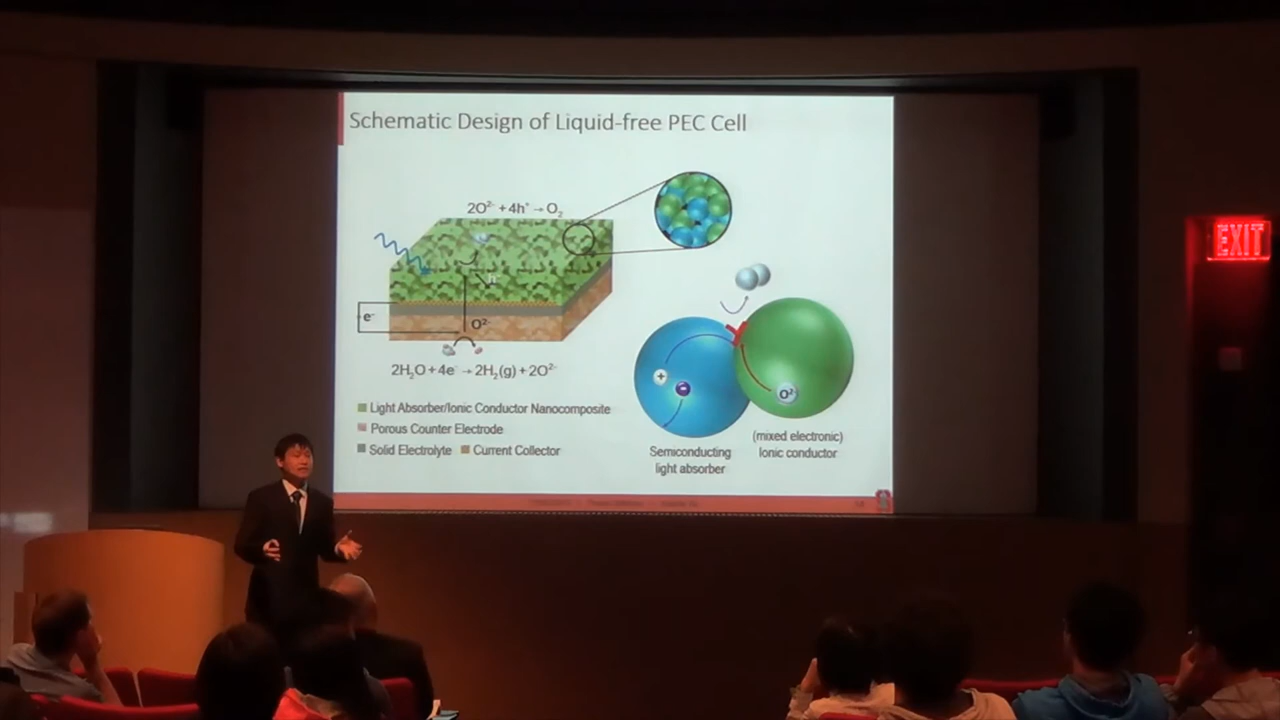 Schematic Design of Liquid-free PEC Cell
2O²⁻ + 4h⁺ → O₂
h⁺
e⁻
O²⁻
2H₂O + 4e⁻ → 2H₂(g) + 2O²⁻
Light Absorber/Ionic Conductor Nanocomposite
Porous Counter Electrode
Solid Electrolyte
Current Collector
+
-
O²⁻
Semiconducting
light absorber
(mixed electronic)
Ionic conductor
EXIT